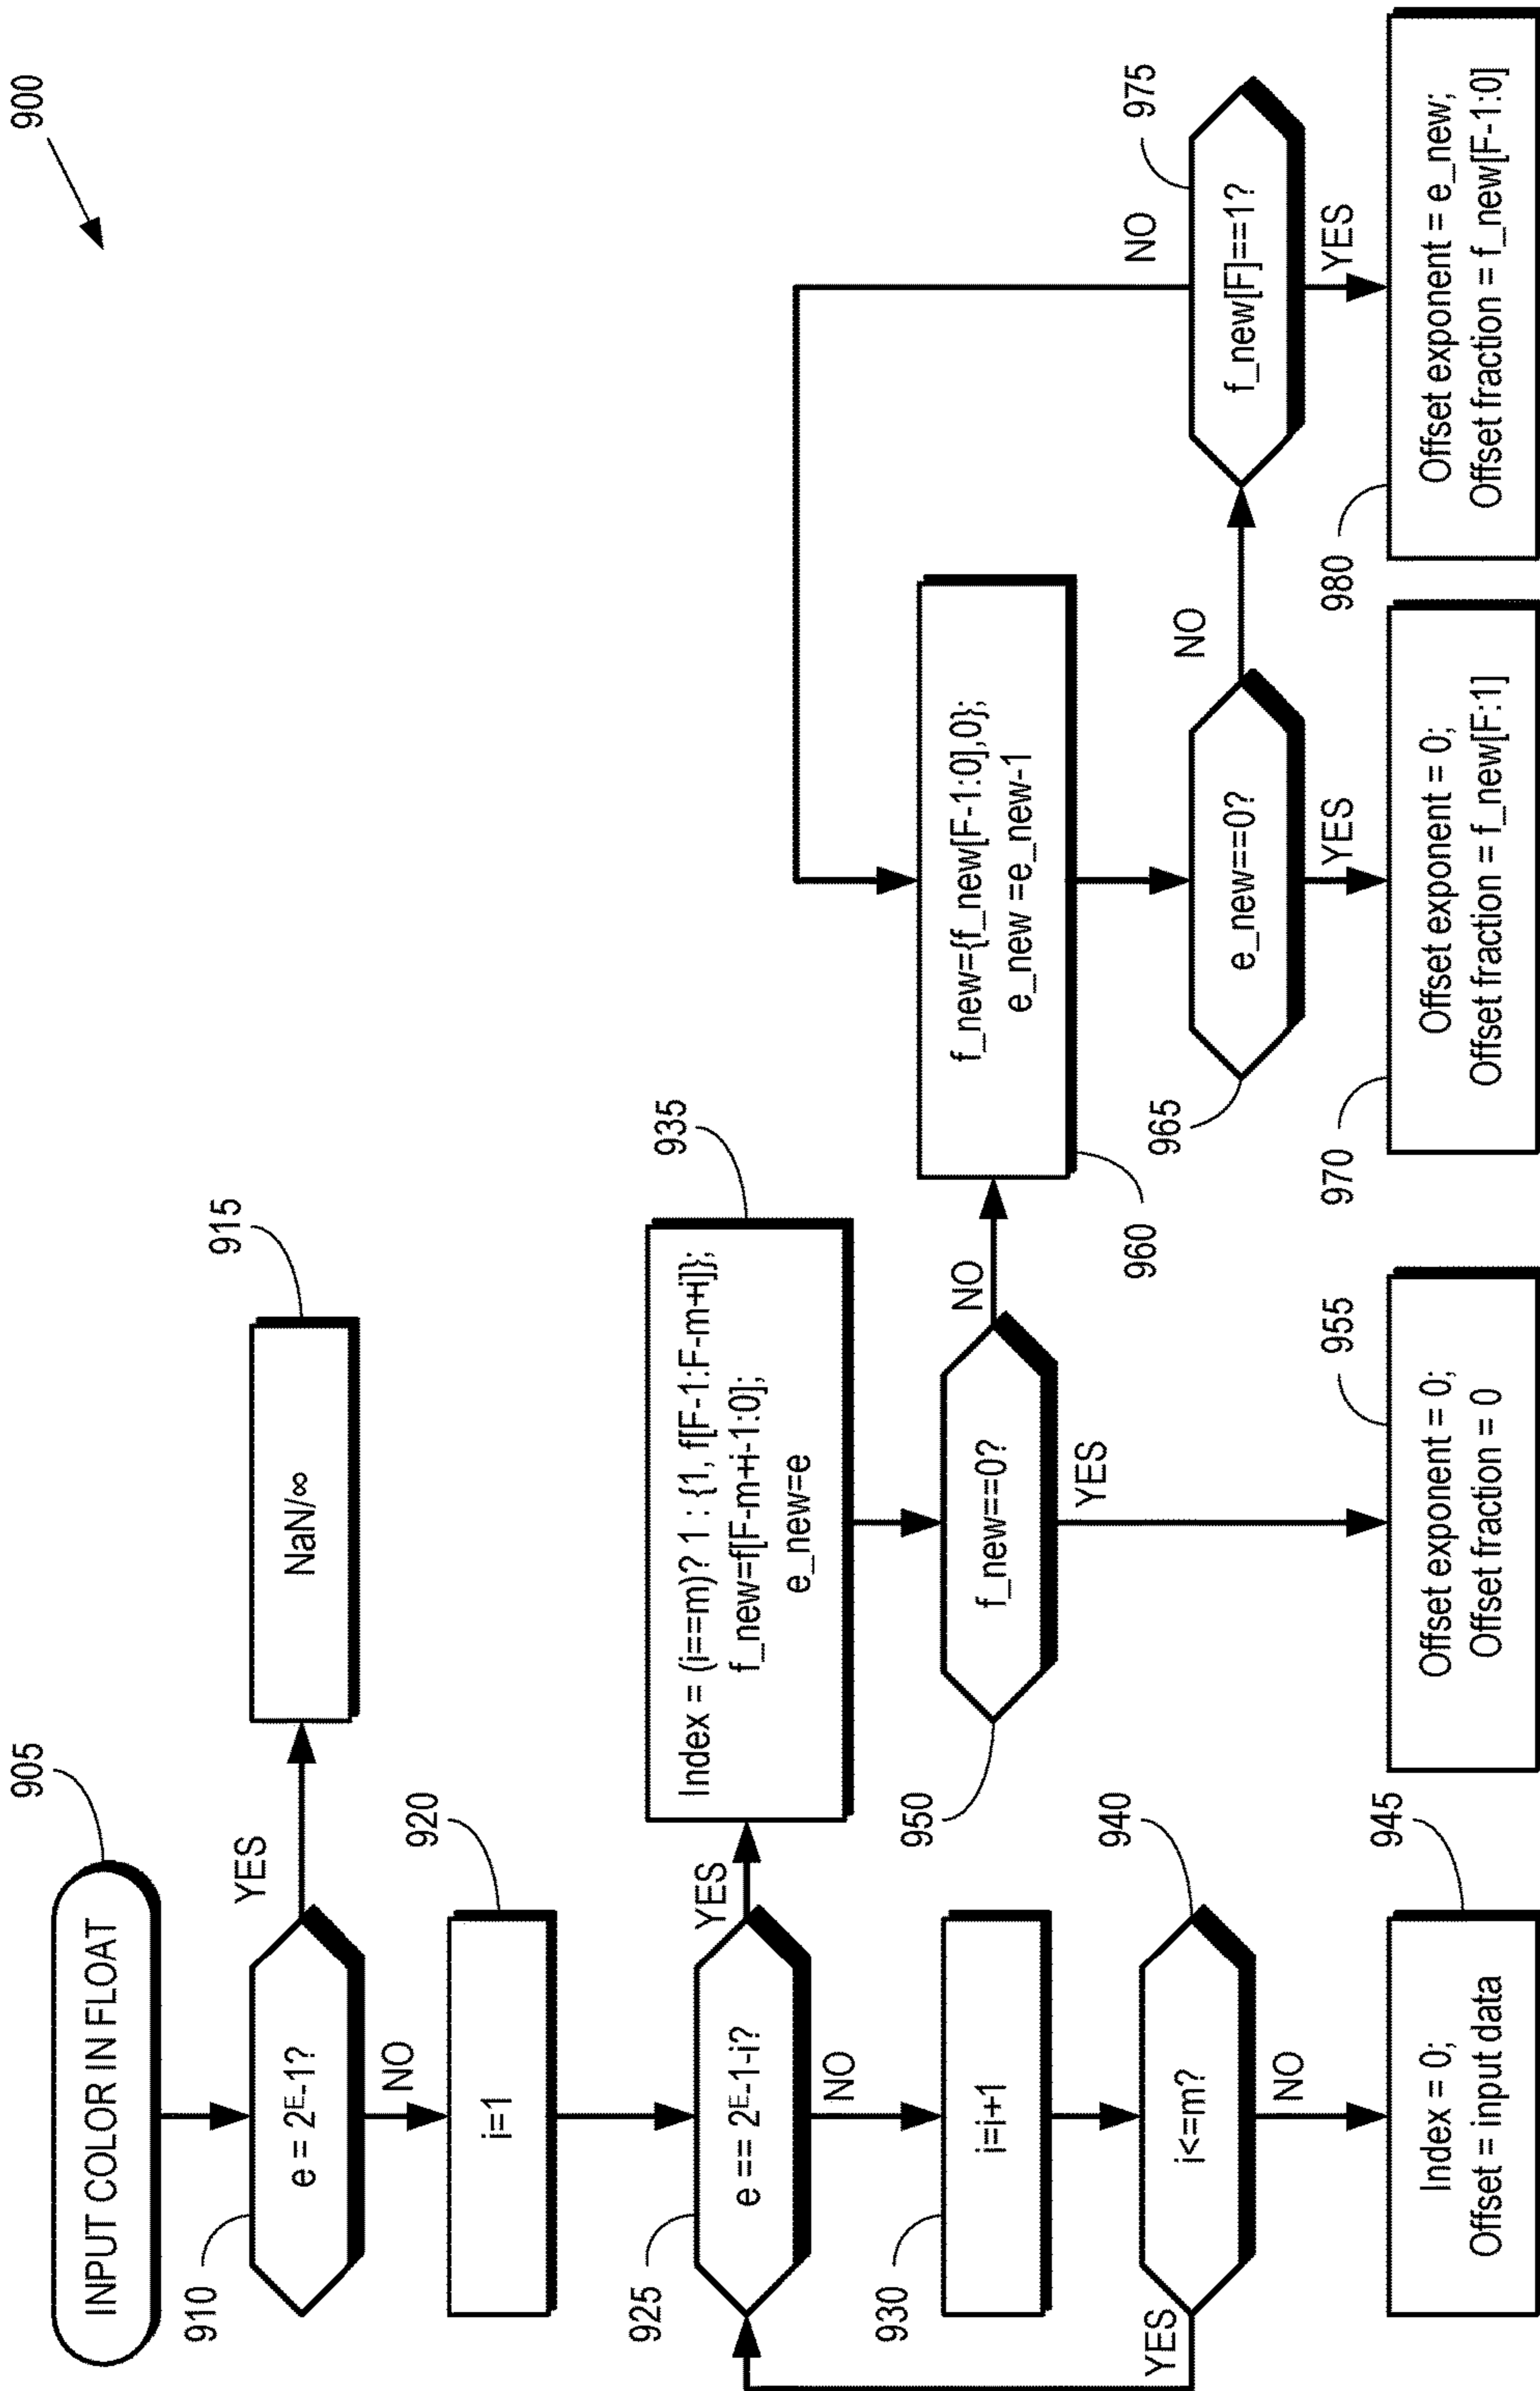 900
INPUT COLOR IN FLOAT
905
910
e = 2ᴱ-1?
YES
NaN/∞
915
NO
i=1
920
925
e == 2ᴱ-1-i?
YES
Index = (i==m)? 1 : {1, f[F-1:F-m+i]};
f_new=f[F-m+i-1:0];
e_new=e
935
NO
930
i=i+1
i<=m?
940
YES
NO
Index = 0;
Offset = input data
945
950
f_new==0?
YES
Offset exponent = 0;
Offset fraction = 0
955
NO
960
f_new={f_new[F-1:0],0};
e_new =e_new-1
965
e_new==0?
YES
970
Offset exponent = 0;
Offset fraction = f_new[F:1]
NO
f_new[F]==1?
975
NO
YES
980
Offset exponent = e_new;
Offset fraction = f_new[F-1:0]